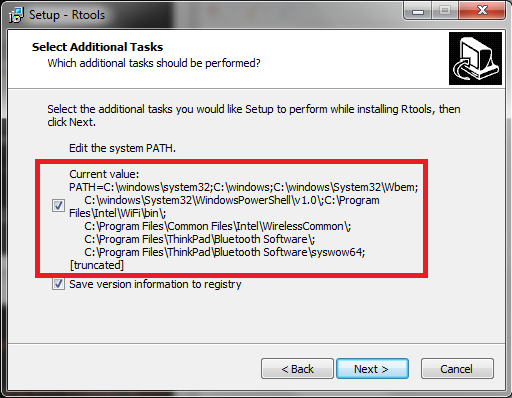 Setup - Rtools
Select Additional Tasks
Which additional tasks should be performed?
Select the additional tasks you would like Setup to perform while installing Rtools, then
click Next.
Edit the system PATH.
Current value:
PATH=C:\windows\system32;C:\windows;C:\windows\System32\Wbem;
C:\windows\System32\WindowsPowerShell\v1.0\;C:\Program
Files\Intel\WiFi\bin\;
C:\Program Files\Common Files\Intel\WirelessCommon\;
C:\Program Files\ThinkPad\Bluetooth Software\;
C:\Program Files\ThinkPad\Bluetooth Software\syswow64;
[truncated]
Save version information to registry
< Back
Next >
Cancel